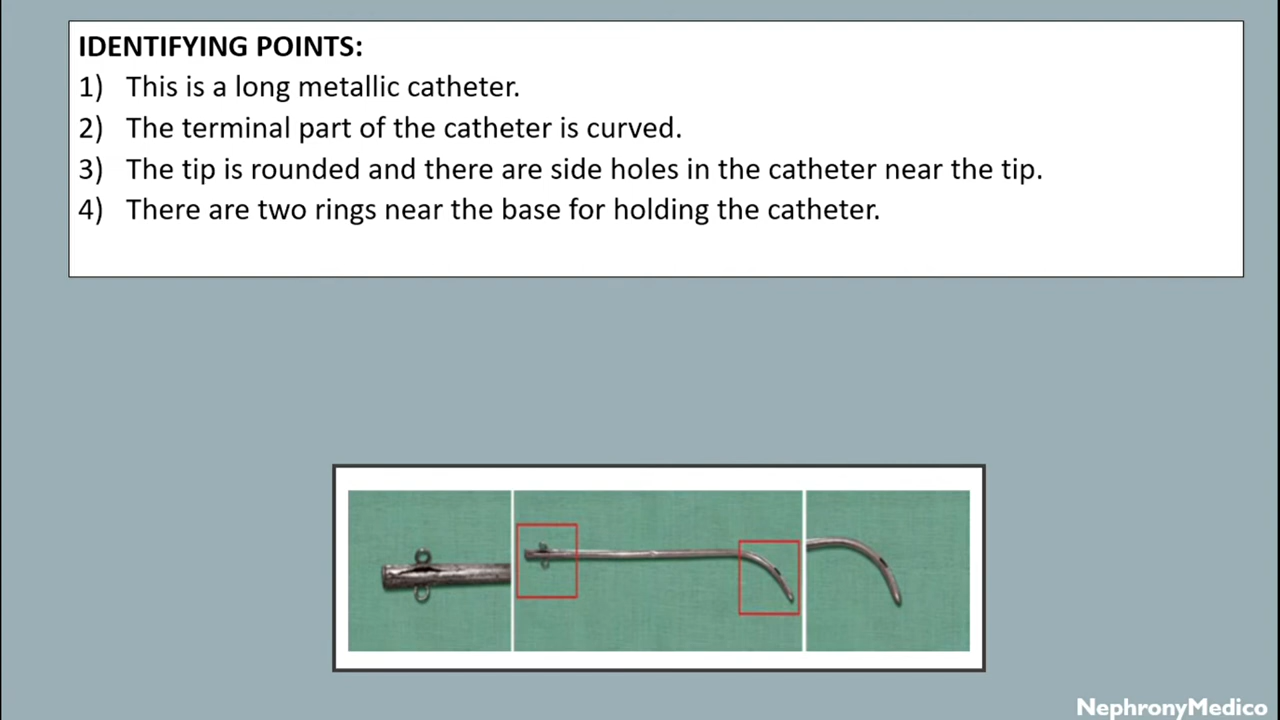 IDENTIFYING POINTS:
1) This is a long metallic catheter.
2) The terminal part of the catheter is curved.
3) The tip is rounded and there are side holes in the catheter near the tip.
4) There are two rings near the base for holding the catheter.
NephronyMedico